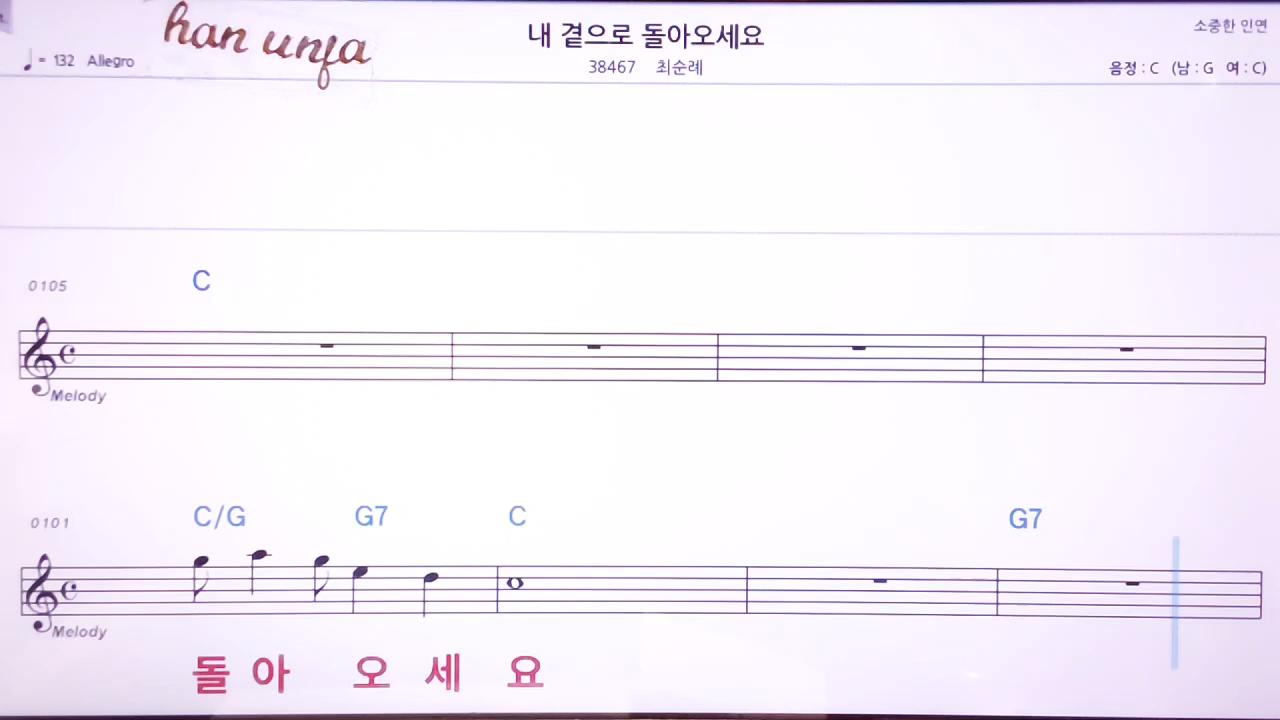 han unja
내 곁으로 돌아오세요
소중한 인연
♩= 132 Allegro
38467 최순례
음정 : C (남 : G 여 : C)
0105 C
Melody
0101 C/G G7 C G7
Melody
돌 아 오 세 요